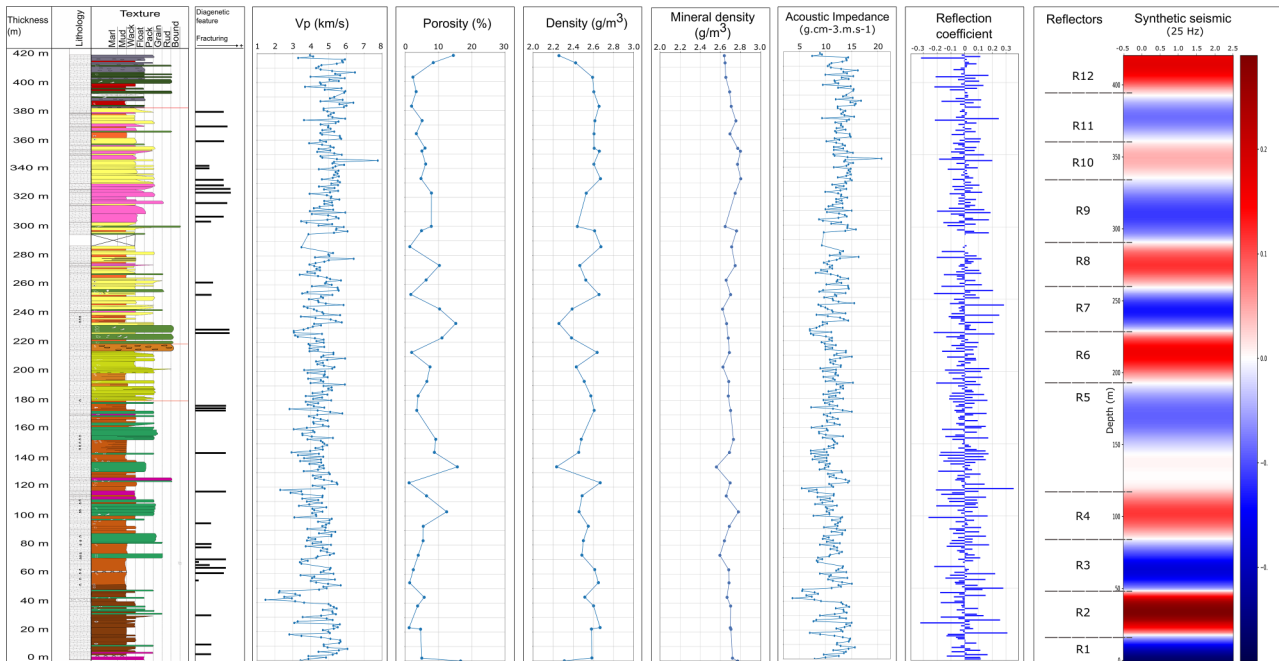 Thickness
(m)
Lithology
Texture
Marl
Mud
Wack
Float
Pack
Grain
Rud
Bound
Diagenetic
feature
Fracturing
Vp (km/s)
1 2 3 4 5 6 7 8
Porosity (%)
0 10 20 30
Density (g/m³)
2.0 2.2 2.4 2.6 2.8 3.0
Mineral density
(g/m³)
2.0 2.2 2.4 2.6 2.8 3.0
Acoustic Impedance
(g.cm-3.m.s-1)
5 10 15 20
Reflection
coefficient
-0.3 -0.2 -0.1 0 0.1 0.2 0.3
Reflectors
Synthetic seismic
(25 Hz)
-0.5 0.0 0.5 1.0 1.5 2.0 2.5
420 m
400 m
380 m
360 m
340 m
320 m
300 m
280 m
260 m
240 m
220 m
200 m
180 m
160 m
140 m
120 m
100 m
80 m
60 m
40 m
20 m
0 m
R12
R11
R10
R9
R8
R7
R6
R5
R4
R3
R2
R1
400
350
300
250
200
150
100
50
0
Depth (m)
0.2
0.1
0.0